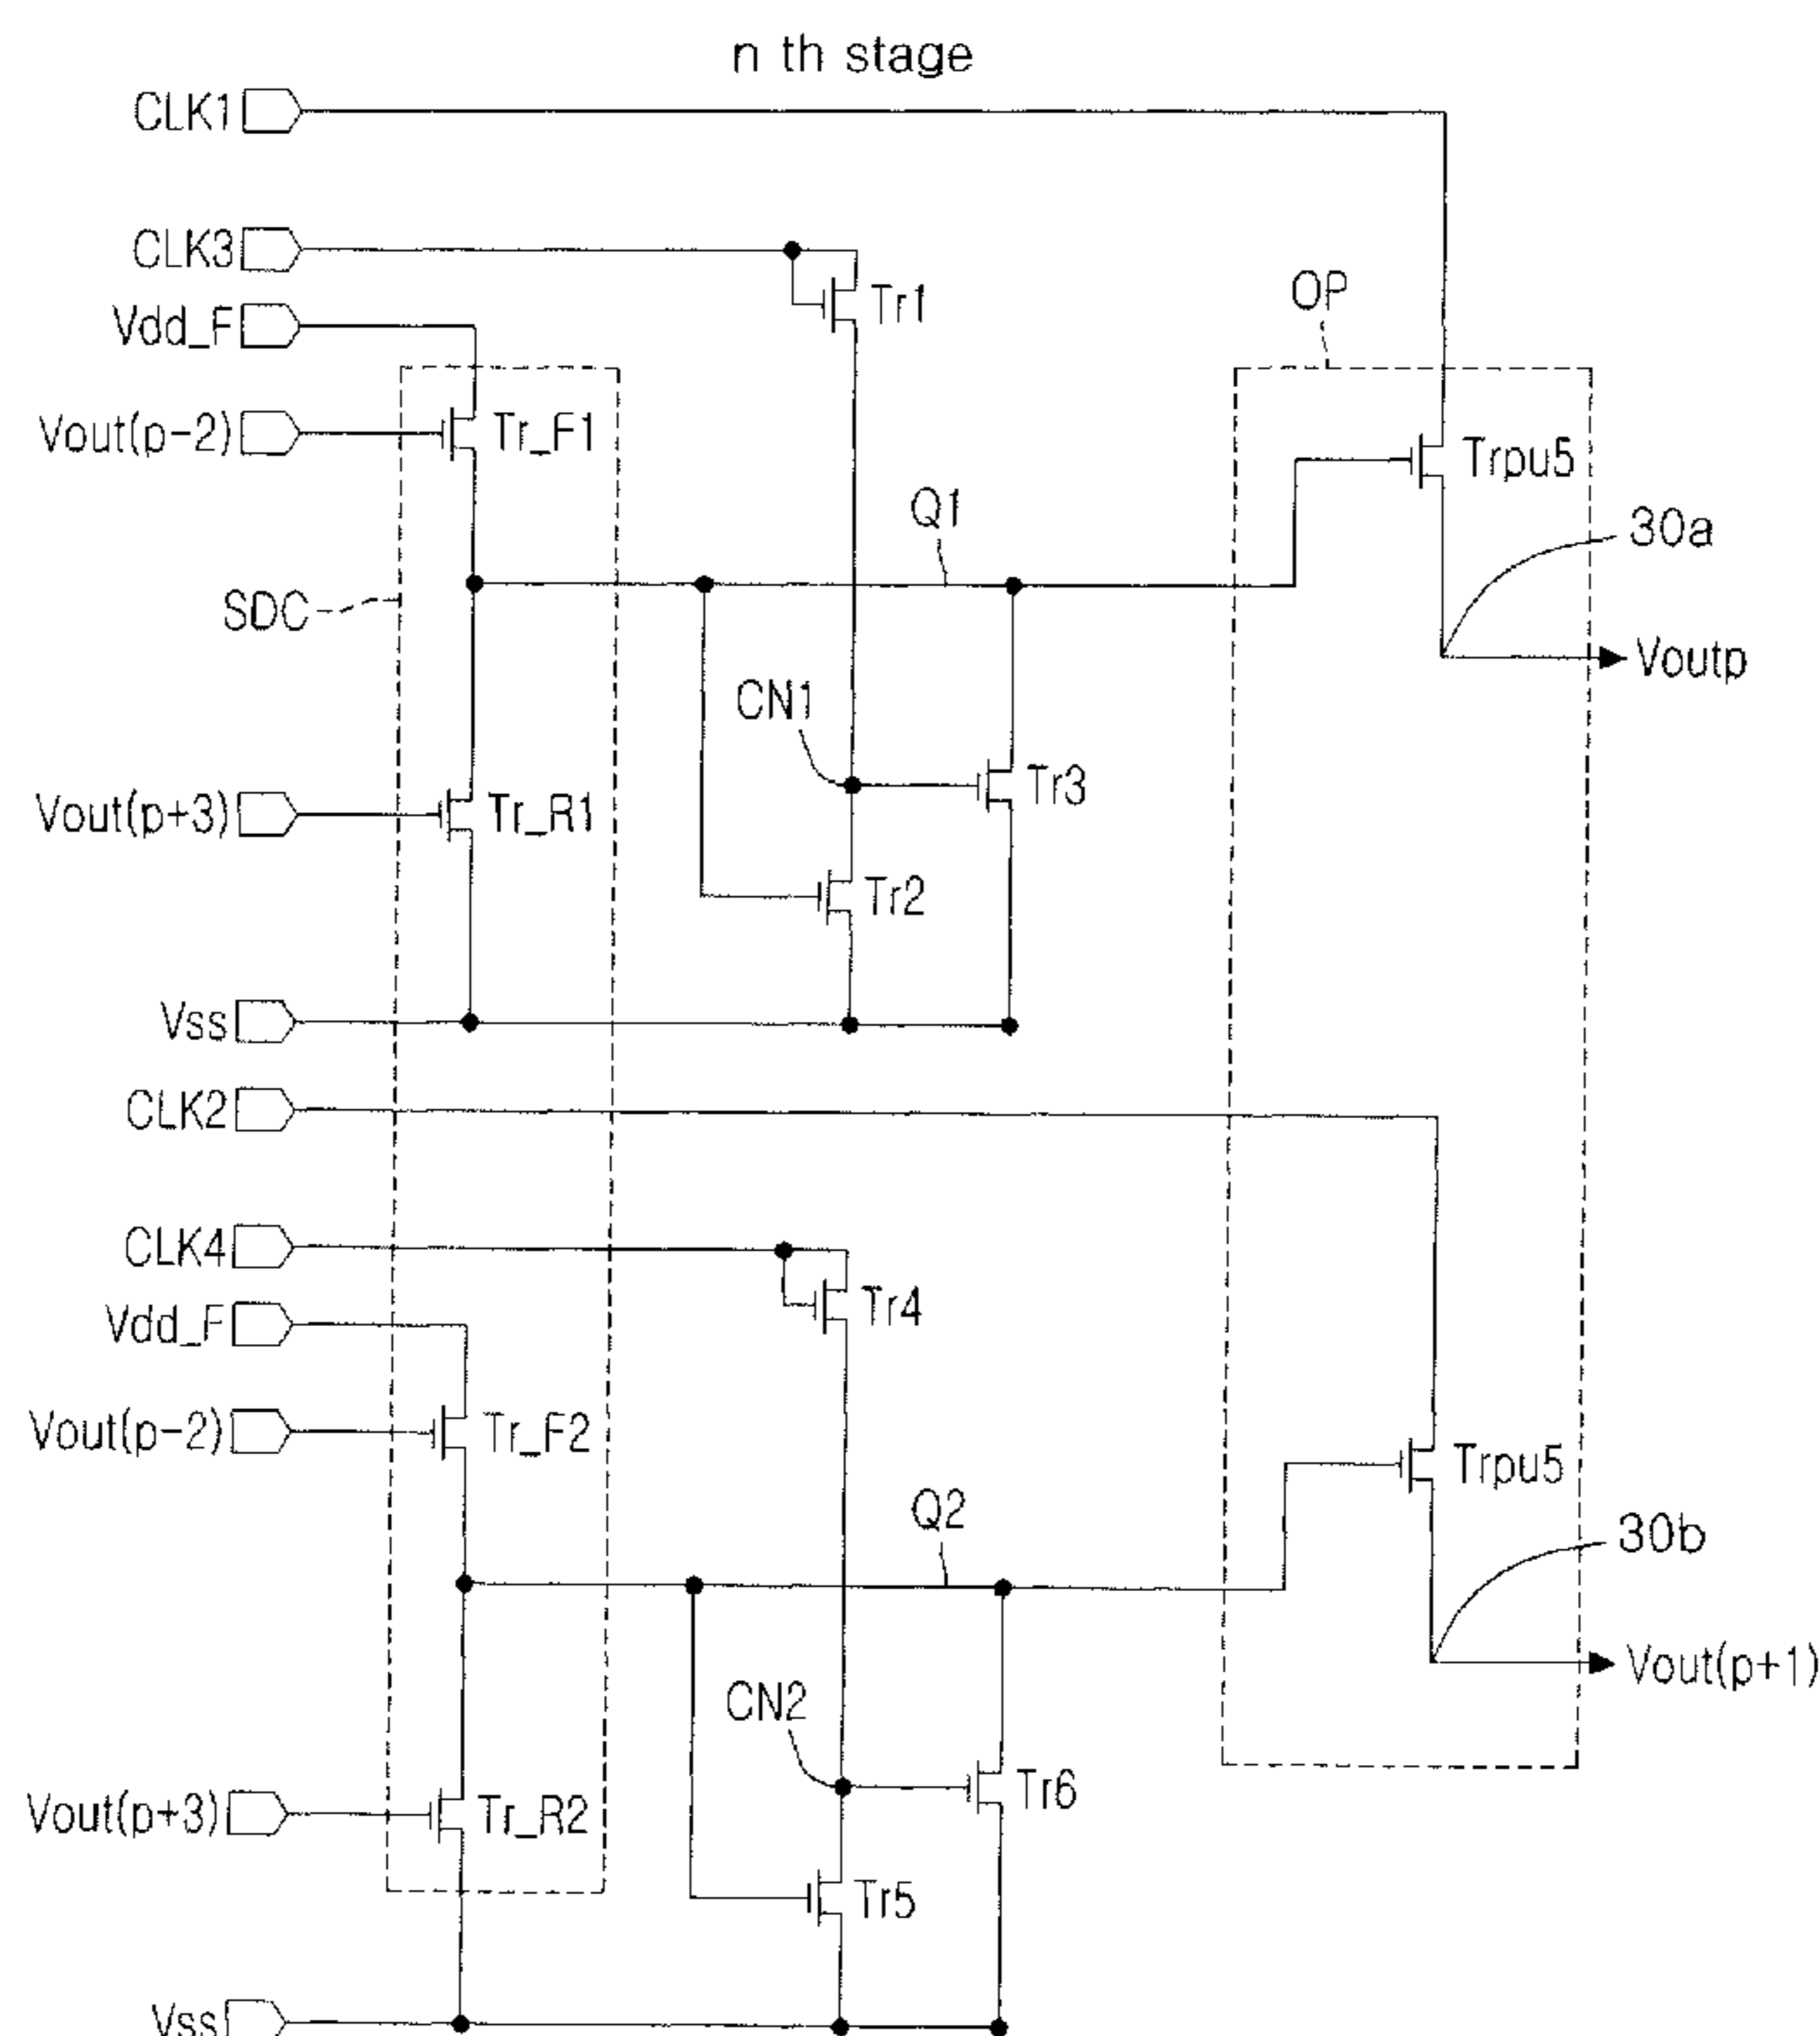 n th stage
CLK1
CLK3
Tr1
OP
Vdd_F
Vout(p-2)
Tr_F1
Trpu5
Q1
30a
SDC
Voutp
CN1
Tr3
Vout(p+3)
Tr_R1
Tr2
Vss
CLK2
CLK4
Tr4
Vdd_F
Vout(p-2)
Tr_F2
Trpu5
Q2
30b
Vout(p+1)
CN2
Tr6
Vout(p+3)
Tr_R2
Tr5
Vss